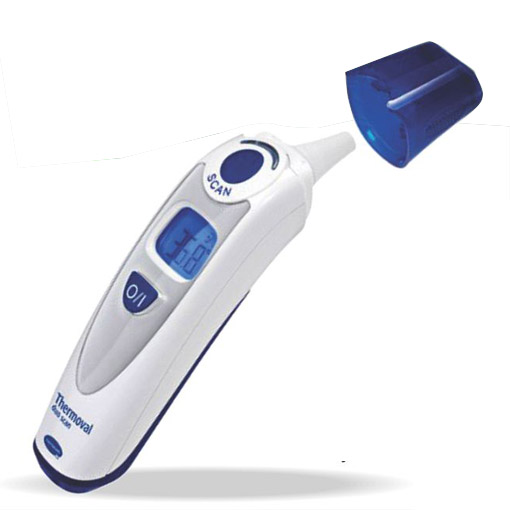 SCAN
O/I
Thermoval
duo scan